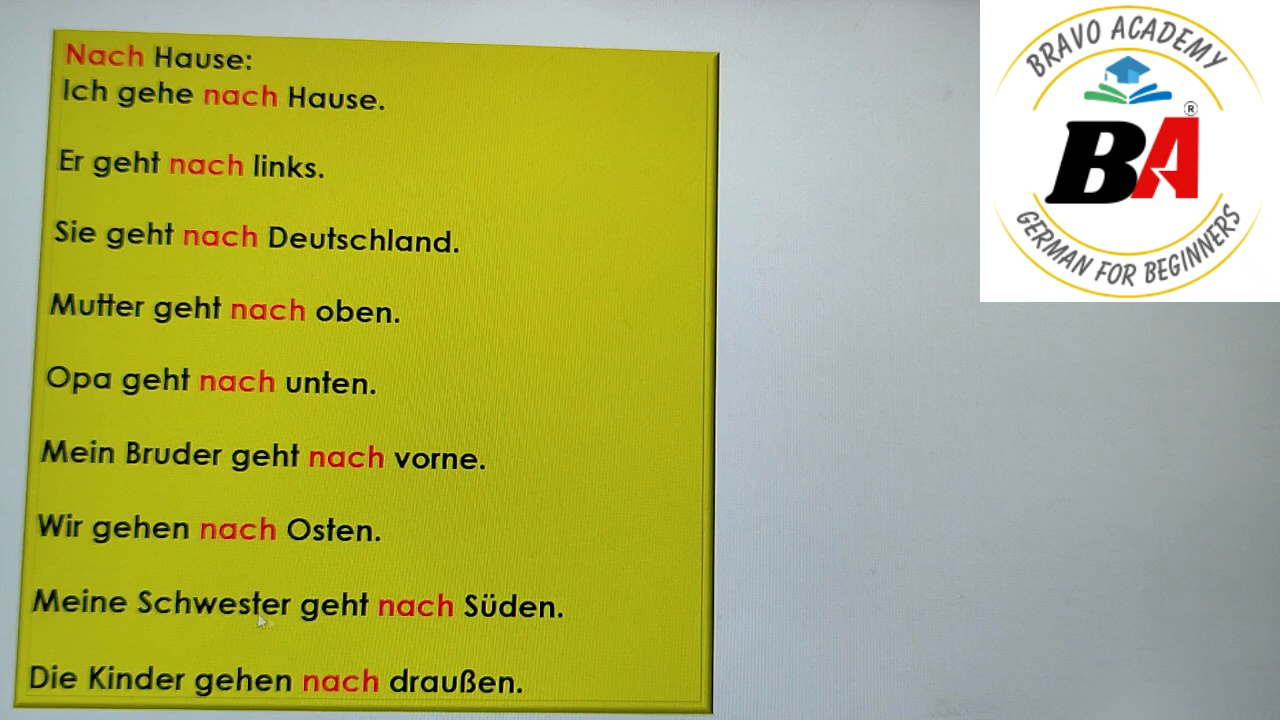 Nach Hause:
Ich gehe nach Hause.
Er geht nach links.
Sie geht nach Deutschland.
Mutter geht nach oben.
Opa geht nach unten.
Mein Bruder geht nach vorne.
Wir gehen nach Osten.
Meine Schwester geht nach Süden.
Die Kinder gehen nach draußen.
BRAVO ACADEMY
®
BA
GERMAN FOR BEGINNERS